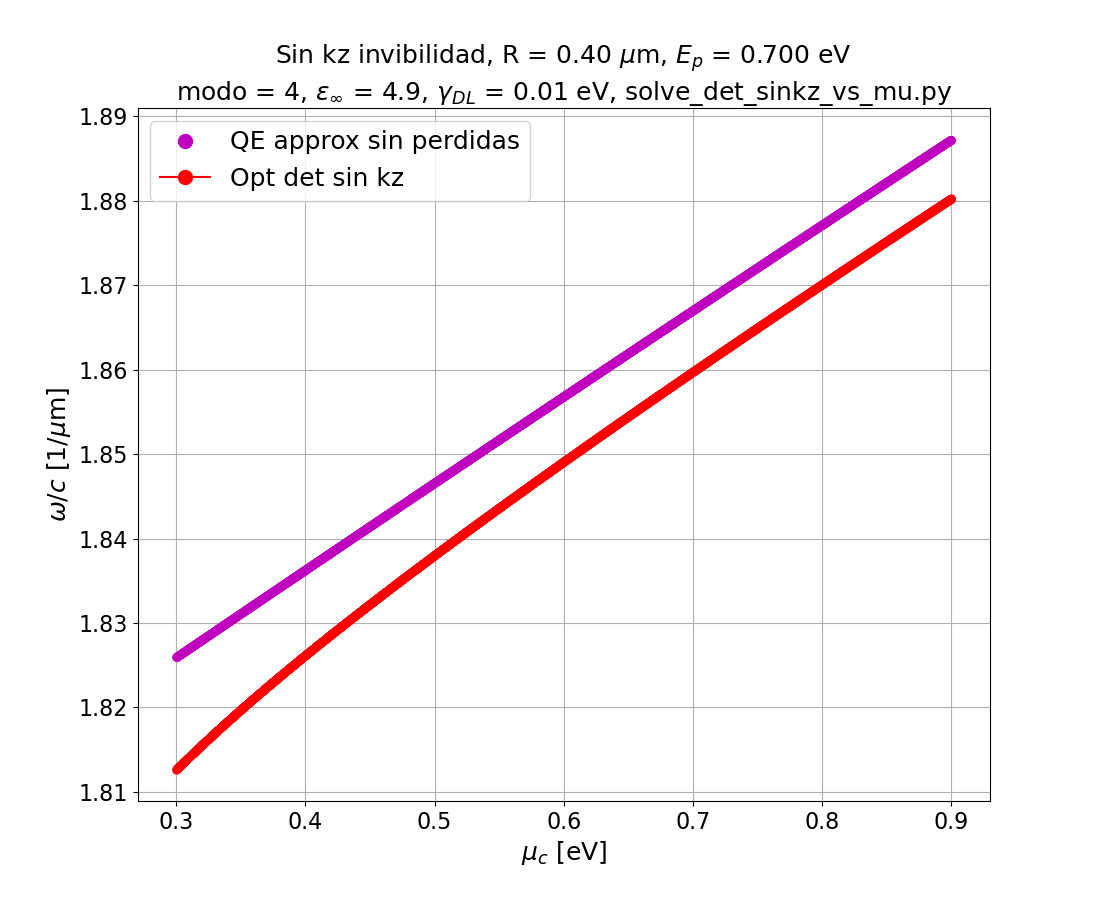 Sin kz invibilidad, R = 0.40 μm, E_p = 0.700 eV
modo = 4, ε_∞ = 4.9, γ_DL = 0.01 eV, solve_det_sinkz_vs_mu.py
QE approx sin perdidas
Opt det sin kz
1.89
1.88
1.87
1.86
1.85
1.84
1.83
1.82
1.81
ω/c [1/μm]
0.3 0.4 0.5 0.6 0.7 0.8 0.9
μ_c [eV]